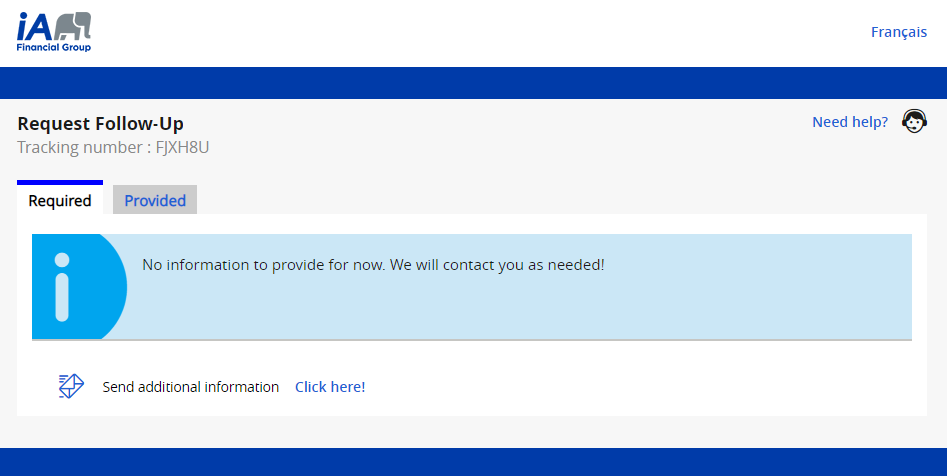 iA
Financial Group
Français
Request Follow-Up
Need help?
Tracking number : FJXH8U
Required
Provided
No information to provide for now. We will contact you as needed!
Send additional information Click here!